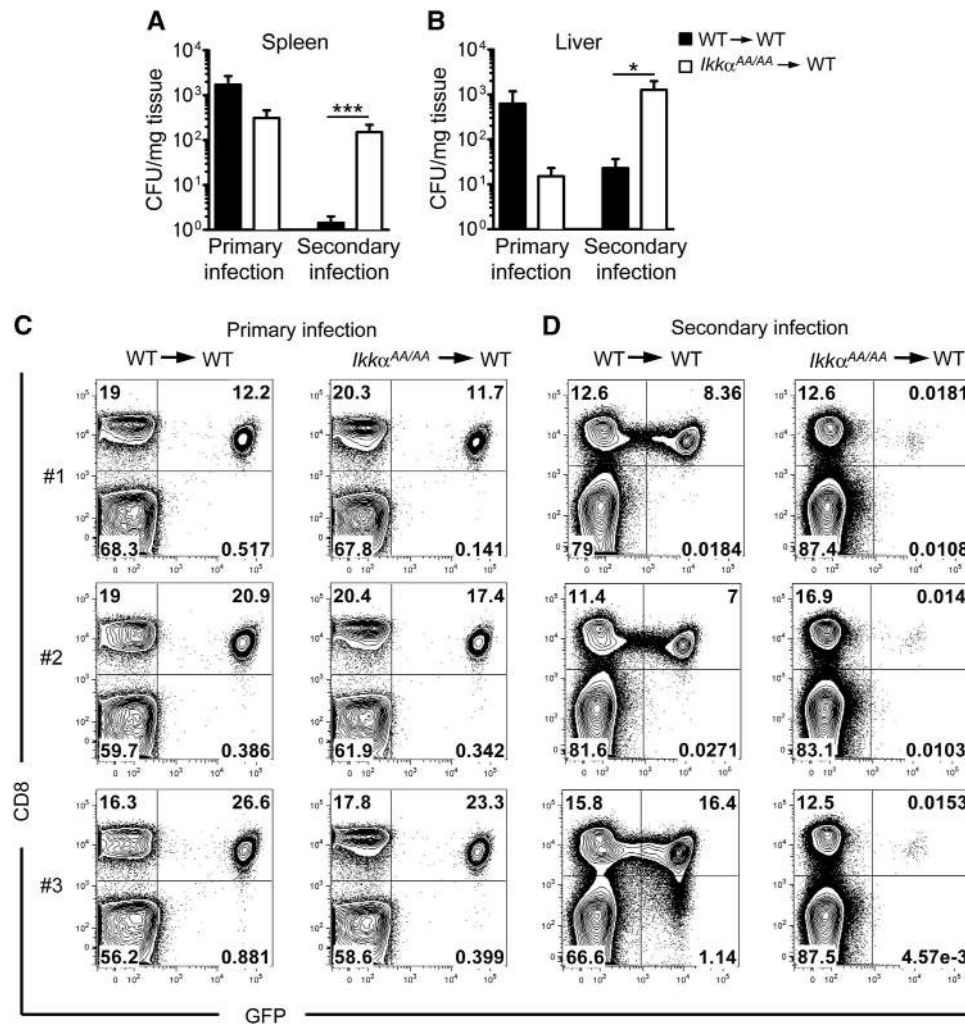 A
Spleen
CFU/mg tissue
10⁴
10³
10²
10¹
10⁰
***
Primary infection
Secondary infection
B
Liver
CFU/mg tissue
10⁴
10³
10²
10¹
10⁰
*
Primary infection
Secondary infection
WT → WT
Ikkα^AA/AA → WT
C
Primary infection
WT → WT
Ikkα^AA/AA → WT
D
Secondary infection
WT → WT
Ikkα^AA/AA → WT
#1
19 12.2
68.3 0.517
20.3 11.7
67.8 0.141
12.6 8.36
79 0.0184
12.6 0.0181
87.4 0.0108
#2
19 20.9
59.7 0.386
20.4 17.4
61.9 0.342
11.4 7
81.6 0.0271
16.9 0.014
83.1 0.0103
#3
16.3 26.6
56.2 0.881
17.8 23.3
58.6 0.399
15.8 16.4
66.6 1.14
12.5 0.0153
87.5 4.57e-3
CD8
GFP